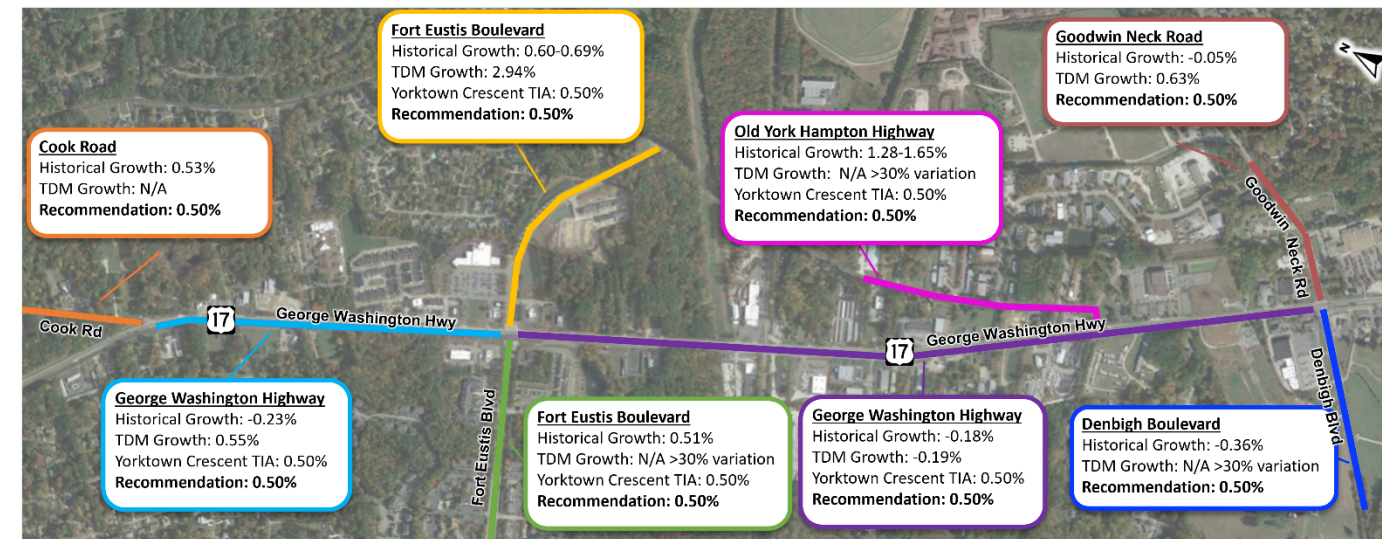 Fort Eustis Boulevard
Historical Growth: 0.60-0.69%
TDM Growth: 2.94%
Yorktown Crescent TIA: 0.50%
Recommendation: 0.50%
Goodwin Neck Road
Historical Growth: -0.05%
TDM Growth: 0.63%
Recommendation: 0.50%
N
Cook Road
Historical Growth: 0.53%
TDM Growth: N/A
Recommendation: 0.50%
Old York Hampton Highway
Historical Growth: 1.28-1.65%
TDM Growth: N/A >30% variation
Yorktown Crescent TIA: 0.50%
Recommendation: 0.50%
Goodwin Neck Rd
Cook Rd
17
George Washington Hwy
17
George Washington Hwy
Fort Eustis Blvd
Denbigh Blvd
George Washington Highway
Historical Growth: -0.23%
TDM Growth: 0.55%
Yorktown Crescent TIA: 0.50%
Recommendation: 0.50%
Fort Eustis Boulevard
Historical Growth: 0.51%
TDM Growth: N/A >30% variation
Yorktown Crescent TIA: 0.50%
Recommendation: 0.50%
George Washington Highway
Historical Growth: -0.18%
TDM Growth: -0.19%
Yorktown Crescent TIA: 0.50%
Recommendation: 0.50%
Denbigh Boulevard
Historical Growth: -0.36%
TDM Growth: N/A >30% variation
Recommendation: 0.50%